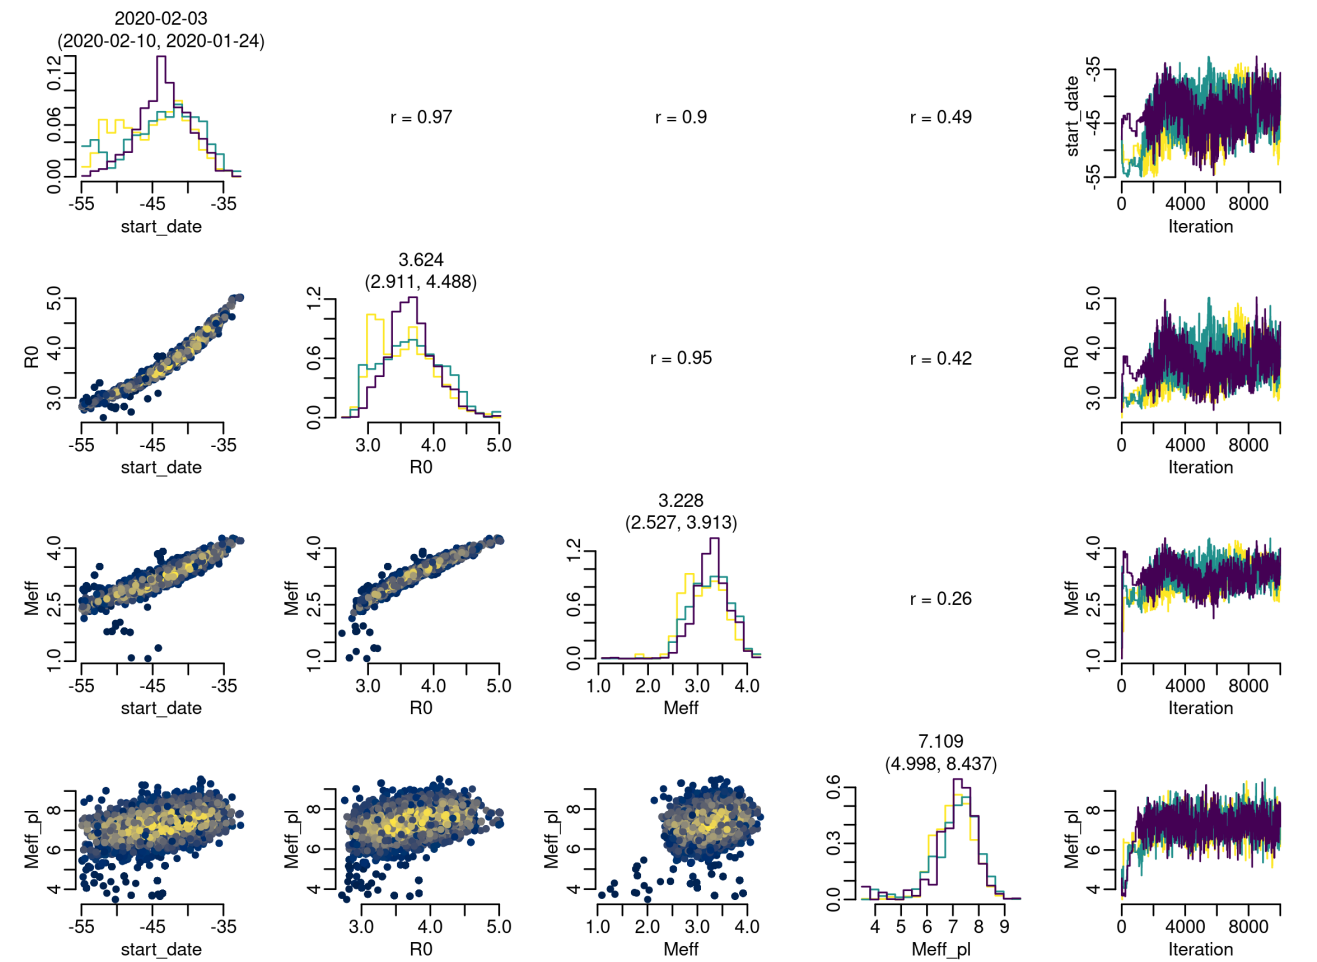 2020-02-03
(2020-02-10, 2020-01-24)
0.00 0.06 0.12
-55 -45 -35
start_date
r = 0.97
r = 0.9
r = 0.49
start_date
-55 -45 -35
0 4000 8000
Iteration
R0
3.0 4.0 5.0
-55 -45 -35
start_date
3.624
(2.911, 4.488)
0.0 0.6 1.2
3.0 4.0 5.0
R0
r = 0.95
r = 0.42
R0
3.0 4.0 5.0
0 4000 8000
Iteration
Meff
1.0 2.5 4.0
-55 -45 -35
start_date
Meff
1.0 2.5 4.0
3.0 4.0 5.0
R0
3.228
(2.527, 3.913)
0.0 0.6 1.2
1.0 2.0 3.0 4.0
Meff
r = 0.26
Meff
1.0 2.5 4.0
0 4000 8000
Iteration
Meff_pl
4 6 8
-55 -45 -35
start_date
Meff_pl
4 6 8
3.0 4.0 5.0
R0
Meff_pl
4 6 8
1.0 2.0 3.0 4.0
Meff
7.109
(4.998, 8.437)
0.0 0.3 0.6
4 5 6 7 8 9
Meff_pl
Meff_pl
4 6 8
0 4000 8000
Iteration